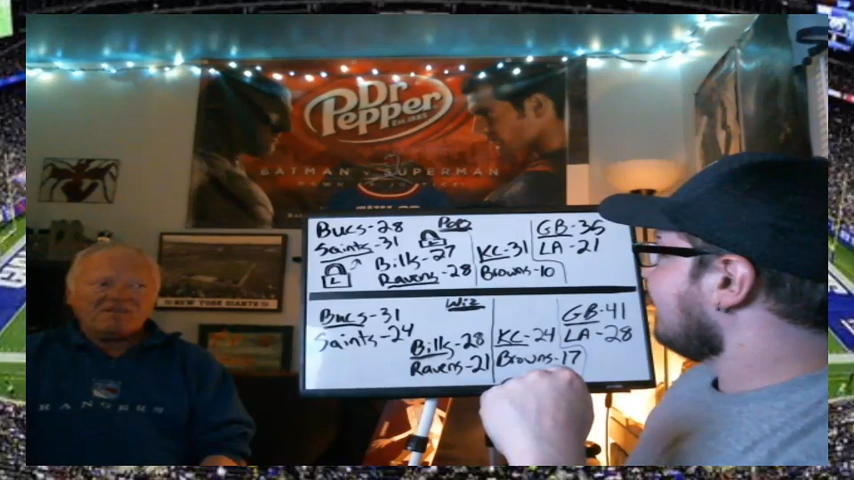 Dr
Pepper
BATMAN v SUPERMAN
DAWN OF JUSTICE
NEW YORK GIANTS
RANGERS
Pops
Bucs-28
Saints-31
L
L
Bills-27
Ravens-28
KC-31
Browns-10
GB-35
LA-21
Wiz
Bucs-31
Saints-24
Bills-28
Ravens-21
KC-24
Browns-17
GB-41
LA-28